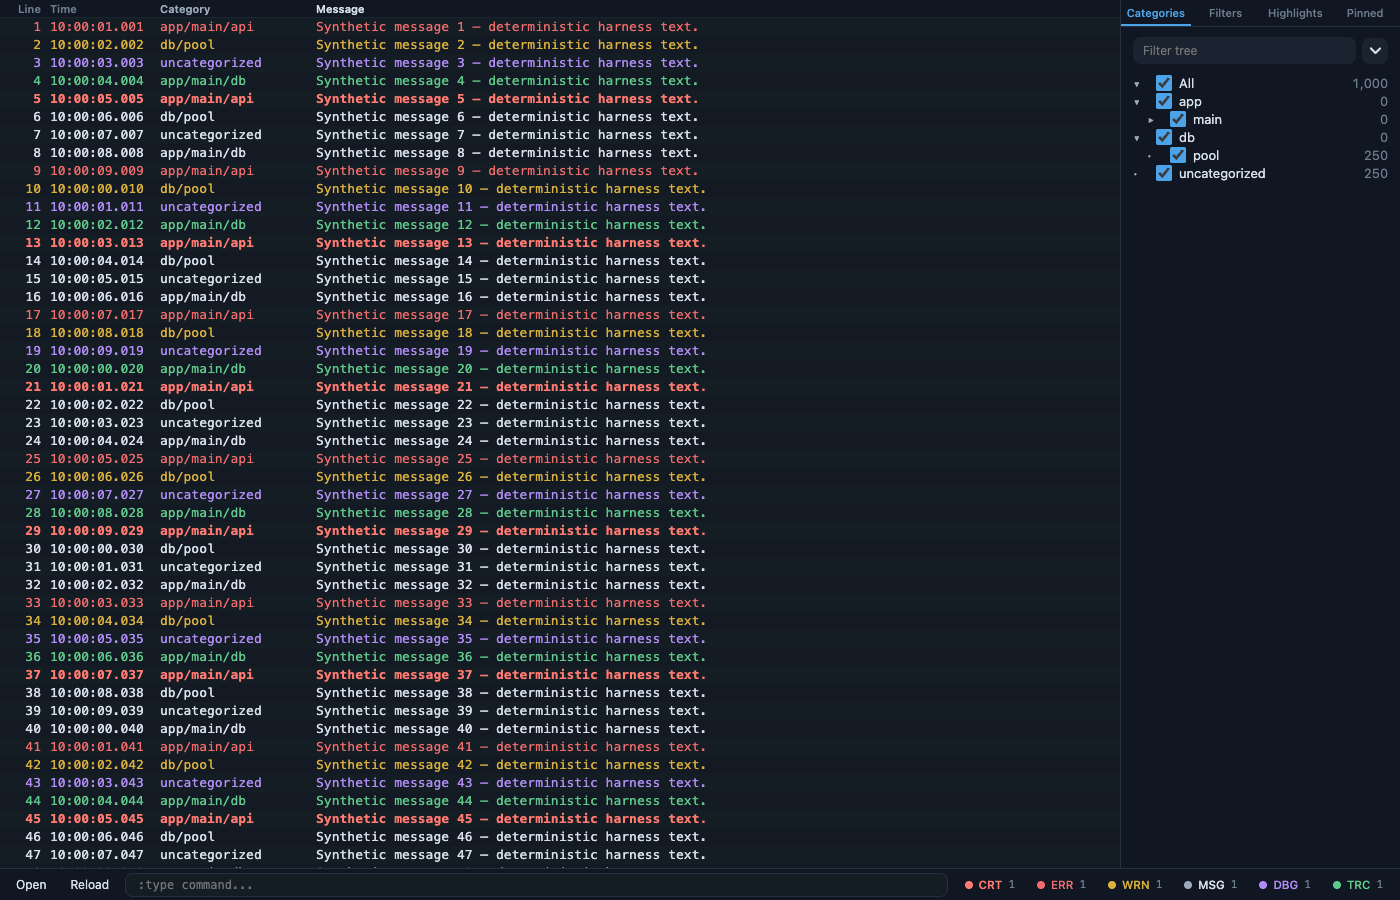 Line Time Category Message
1 10:00:01.001 app/main/api Synthetic message 1 — deterministic harness text.
2 10:00:02.002 db/pool Synthetic message 2 — deterministic harness text.
3 10:00:03.003 uncategorized Synthetic message 3 — deterministic harness text.
4 10:00:04.004 app/main/db Synthetic message 4 — deterministic harness text.
5 10:00:05.005 app/main/api Synthetic message 5 — deterministic harness text.
6 10:00:06.006 db/pool Synthetic message 6 — deterministic harness text.
7 10:00:07.007 uncategorized Synthetic message 7 — deterministic harness text.
8 10:00:08.008 app/main/db Synthetic message 8 — deterministic harness text.
9 10:00:09.009 app/main/api Synthetic message 9 — deterministic harness text.
10 10:00:00.010 db/pool Synthetic message 10 — deterministic harness text.
11 10:00:01.011 uncategorized Synthetic message 11 — deterministic harness text.
12 10:00:02.012 app/main/db Synthetic message 12 — deterministic harness text.
13 10:00:03.013 app/main/api Synthetic message 13 — deterministic harness text.
14 10:00:04.014 db/pool Synthetic message 14 — deterministic harness text.
15 10:00:05.015 uncategorized Synthetic message 15 — deterministic harness text.
16 10:00:06.016 app/main/db Synthetic message 16 — deterministic harness text.
17 10:00:07.017 app/main/api Synthetic message 17 — deterministic harness text.
18 10:00:08.018 db/pool Synthetic message 18 — deterministic harness text.
19 10:00:09.019 uncategorized Synthetic message 19 — deterministic harness text.
20 10:00:00.020 app/main/db Synthetic message 20 — deterministic harness text.
21 10:00:01.021 app/main/api Synthetic message 21 — deterministic harness text.
22 10:00:02.022 db/pool Synthetic message 22 — deterministic harness text.
23 10:00:03.023 uncategorized Synthetic message 23 — deterministic harness text.
24 10:00:04.024 app/main/db Synthetic message 24 — deterministic harness text.
25 10:00:05.025 app/main/api Synthetic message 25 — deterministic harness text.
26 10:00:06.026 db/pool Synthetic message 26 — deterministic harness text.
27 10:00:07.027 uncategorized Synthetic message 27 — deterministic harness text.
28 10:00:08.028 app/main/db Synthetic message 28 — deterministic harness text.
29 10:00:09.029 app/main/api Synthetic message 29 — deterministic harness text.
30 10:00:00.030 db/pool Synthetic message 30 — deterministic harness text.
31 10:00:01.031 uncategorized Synthetic message 31 — deterministic harness text.
32 10:00:02.032 app/main/db Synthetic message 32 — deterministic harness text.
33 10:00:03.033 app/main/api Synthetic message 33 — deterministic harness text.
34 10:00:04.034 db/pool Synthetic message 34 — deterministic harness text.
35 10:00:05.035 uncategorized Synthetic message 35 — deterministic harness text.
36 10:00:06.036 app/main/db Synthetic message 36 — deterministic harness text.
37 10:00:07.037 app/main/api Synthetic message 37 — deterministic harness text.
38 10:00:08.038 db/pool Synthetic message 38 — deterministic harness text.
39 10:00:09.039 uncategorized Synthetic message 39 — deterministic harness text.
40 10:00:00.040 app/main/db Synthetic message 40 — deterministic harness text.
41 10:00:01.041 app/main/api Synthetic message 41 — deterministic harness text.
42 10:00:02.042 db/pool Synthetic message 42 — deterministic harness text.
43 10:00:03.043 uncategorized Synthetic message 43 — deterministic harness text.
44 10:00:04.044 app/main/db Synthetic message 44 — deterministic harness text.
45 10:00:05.045 app/main/api Synthetic message 45 — deterministic harness text.
46 10:00:06.046 db/pool Synthetic message 46 — deterministic harness text.
47 10:00:07.047 uncategorized Synthetic message 47 — deterministic harness text.
Categories Filters Highlights Pinned
Filter tree
All 1,000
app 0
main 0
db 0
pool 250
uncategorized 250
Open Reload :type command... CRT 1 ERR 1 WRN 1 MSG 1 DBG 1 TRC 1